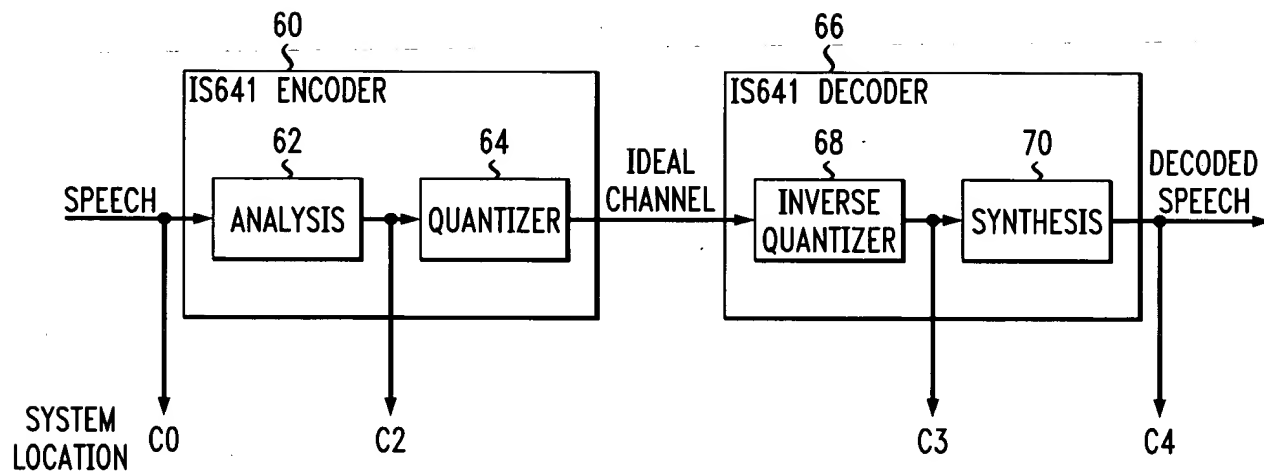 60
66
IS641 ENCODER
IS641 DECODER
62
64
68
70
SPEECH
ANALYSIS
QUANTIZER
IDEAL
CHANNEL
INVERSE
QUANTIZER
SYNTHESIS
DECODED
SPEECH
SYSTEM
LOCATION
C0
C2
C3
C4